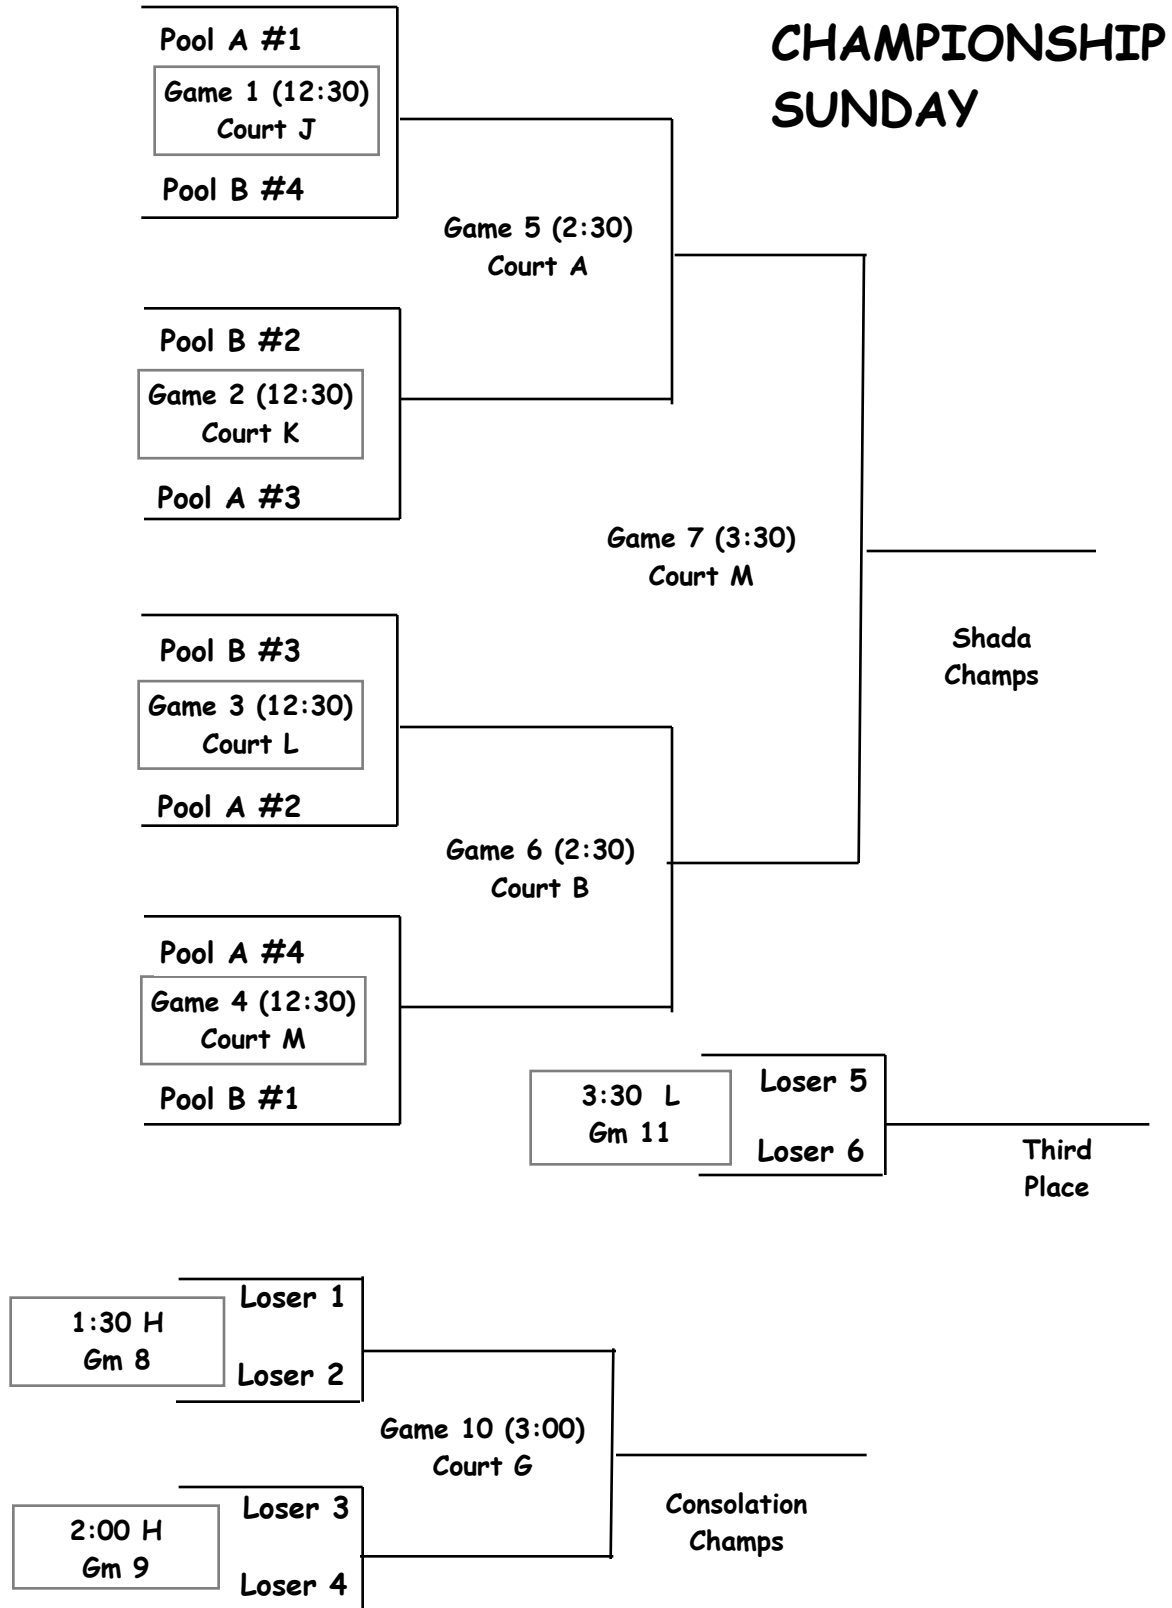 CHAMPIONSHIP
SUNDAY
Pool A #1
Game 1 (12:30)
Court J
Pool B #4
Game 5 (2:30)
Court A
Pool B #2
Game 2 (12:30)
Court K
Pool A #3
Game 7 (3:30)
Court M
Shada
Champs
Pool B #3
Game 3 (12:30)
Court L
Pool A #2
Game 6 (2:30)
Court B
Pool A #4
Game 4 (12:30)
Court M
Pool B #1
3:30 L
Gm 11
Loser 5
Loser 6
Third
Place
1:30 H
Gm 8
Loser 1
Loser 2
Game 10 (3:00)
Court G
Consolation
Champs
2:00 H
Gm 9
Loser 3
Loser 4